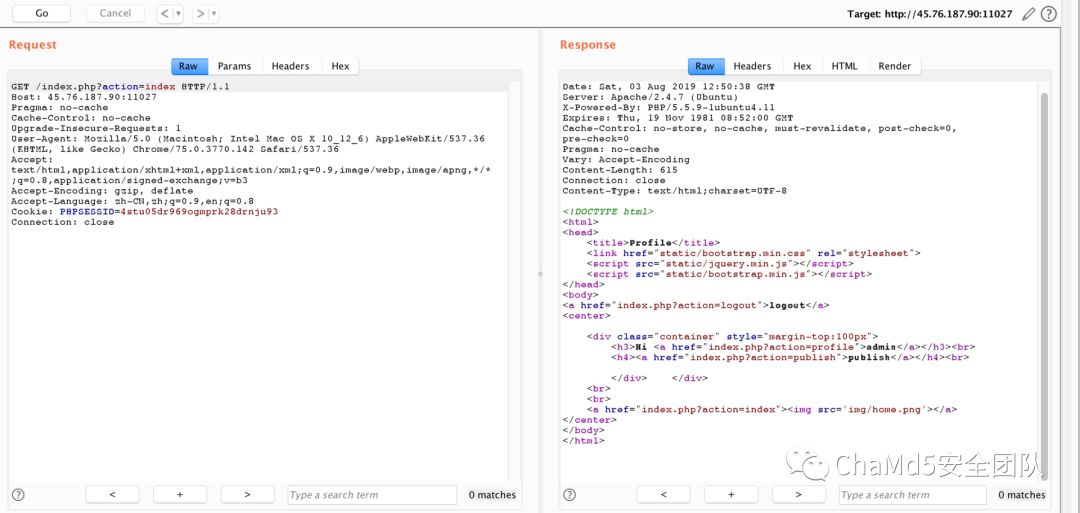 Go
Cancel
< ▼
> ▼
Target: http://45.76.187.90:11027
Request
Raw Params Headers Hex
GET /index.php?action=index HTTP/1.1
Host: 45.76.187.90:11027
Pragma: no-cache
Cache-Control: no-cache
Upgrade-Insecure-Requests: 1
User-Agent: Mozilla/5.0 (Macintosh; Intel Mac OS X 10_12_6) AppleWebKit/537.36
(KHTML, like Gecko) Chrome/75.0.3770.142 Safari/537.36
Accept:
text/html,application/xhtml+xml,application/xml;q=0.9,image/webp,image/apng,*/*
;q=0.8,application/signed-exchange;v=b3
Accept-Encoding: gzip, deflate
Accept-Language: zh-CN,zh;q=0.9,en;q=0.8
Cookie: PHPSESSID=4stu05dr969ogmprk28drnju93
Connection: close
? < + > Type a search term 0 matches
Response
Raw Headers Hex HTML Render
Date: Sat, 03 Aug 2019 12:50:38 GMT
Server: Apache/2.4.7 (Ubuntu)
X-Powered-By: PHP/5.5.9-1ubuntu4.11
Expires: Thu, 19 Nov 1981 08:52:00 GMT
Cache-Control: no-store, no-cache, must-revalidate, post-check=0,
pre-check=0
Pragma: no-cache
Vary: Accept-Encoding
Content-Length: 615
Connection: close
Content-Type: text/html;charset=UTF-8
<!DOCTYPE html>
<html>
<head>
<title>Profile</title>
<link href="static/bootstrap.min.css" rel="stylesheet">
<script src="static/jquery.min.js"></script>
<script src="static/bootstrap.min.js"></script>
</head>
<body>
<a href="index.php?action=logout">logout</a>
<center>
<div class="container" style="margin-top:100px">
<h3>Hi <a href="index.php?action=profile">admin</a></h3><br>
<h4><a href="index.php?action=publish">publish</a></h4><br>
</div> </div>
<br>
<br>
<a href="index.php?action=index"><img src='img/home.png'></a>
</center>
</body>
</html>
ChaMd5安全团队
? < + > Type a search term 0 matches